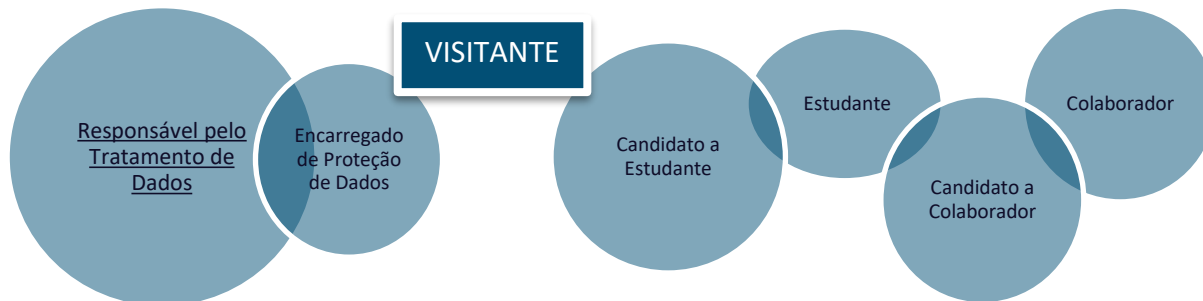 VISITANTE
Responsável pelo
Tratamento de
Dados
Encarregado
de Proteção
de Dados
Candidato a
Estudante
Estudante
Candidato a
Colaborador
Colaborador